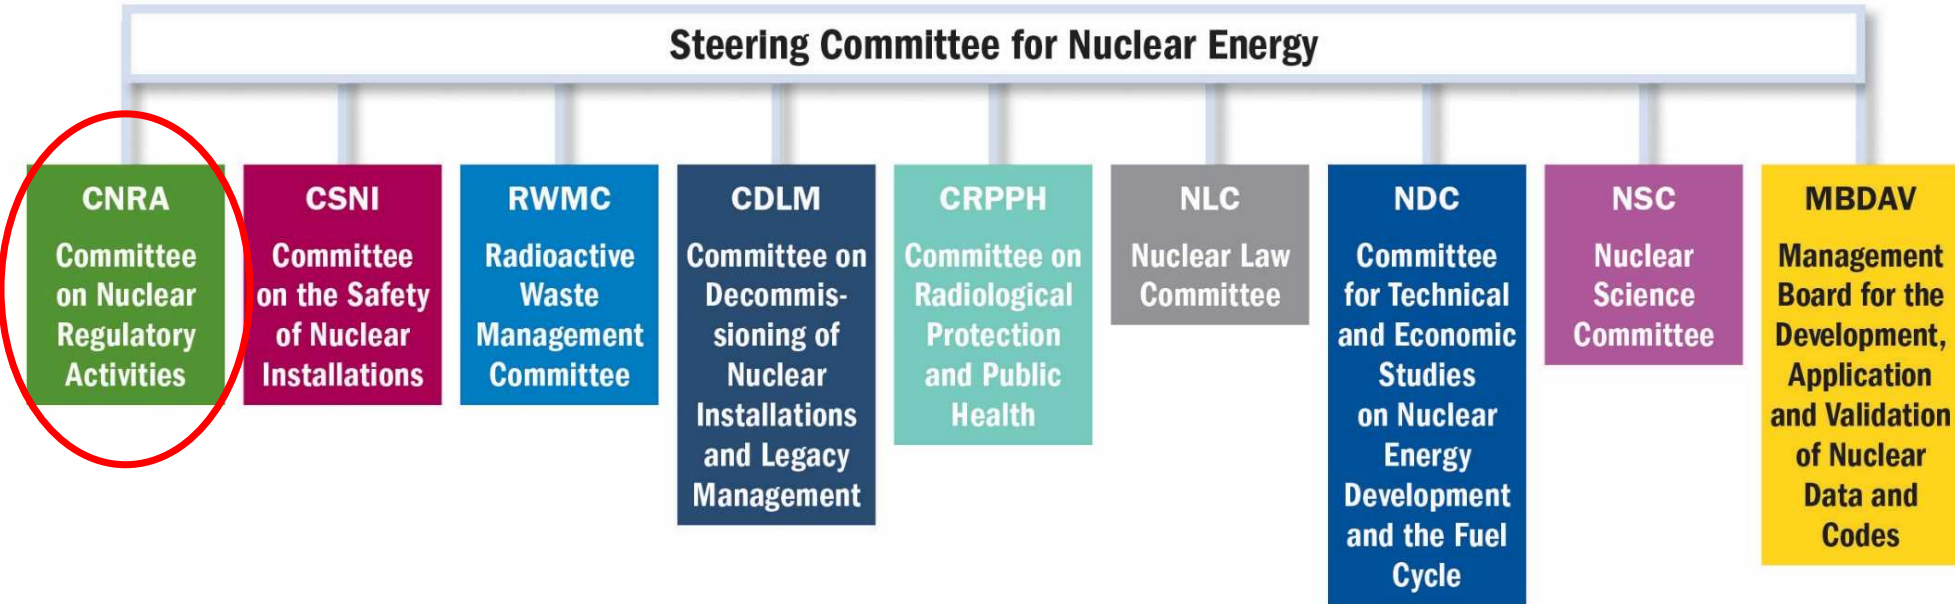 Steering Committee for Nuclear Energy
CNRA
Committee
on Nuclear
Regulatory
Activities
CSNI
Committee
on the Safety
of Nuclear
Installations
RWMC
Radioactive
Waste
Management
Committee
CDLM
Committee on
Decommis-
sioning of
Nuclear
Installations
and Legacy
Management
CRPPH
Committee on
Radiological
Protection
and Public
Health
NLC
Nuclear Law
Committee
NDC
Committee
for Technical
and Economic
Studies
on Nuclear
Energy
Development
and the Fuel
Cycle
NSC
Nuclear
Science
Committee
MBDAV
Management
Board for the
Development,
Application
and Validation
of Nuclear
Data and
Codes